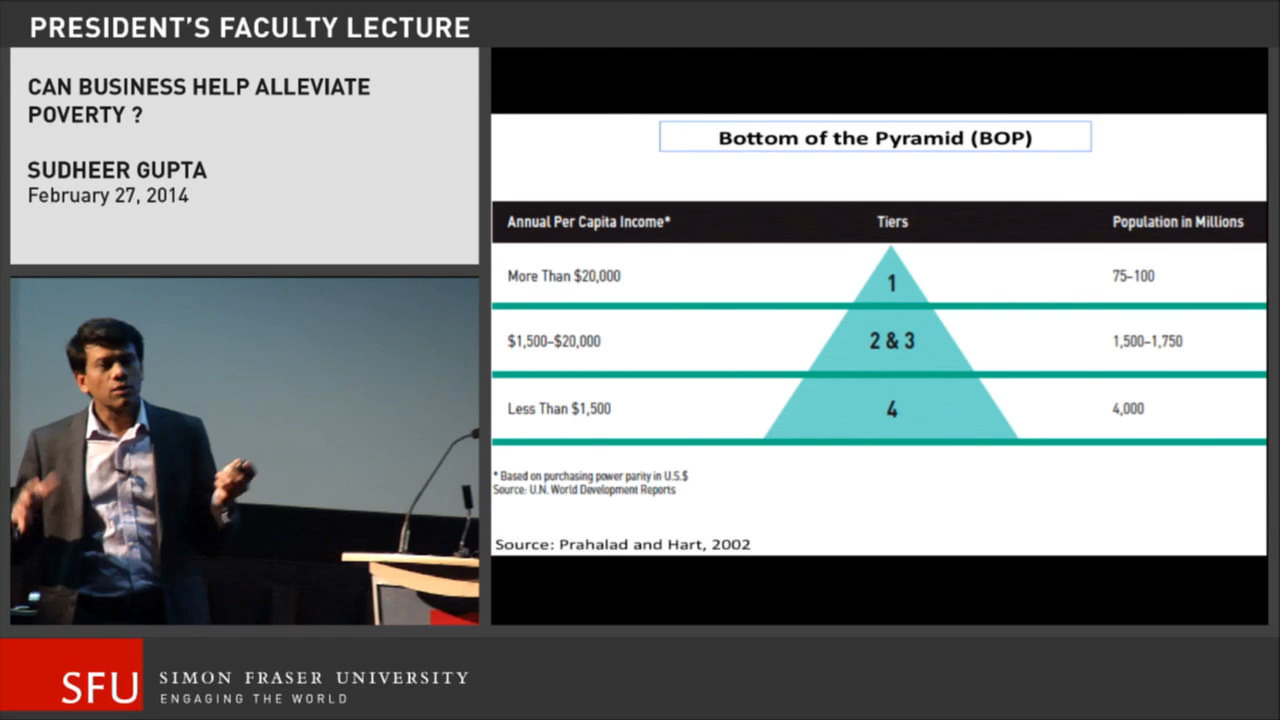 PRESIDENT'S FACULTY LECTURE
CAN BUSINESS HELP ALLEVIATE
POVERTY ?
SUDHEER GUPTA
February 27, 2014
Bottom of the Pyramid (BOP)
Annual Per Capita Income* Tiers Population in Millions
More Than $20,000 1 75–100
$1,500–$20,000 2 & 3 1,500–1,750
Less Than $1,500 4 4,000
* Based on purchasing power parity in U.S.$
Source: U.N. World Development Reports
Source: Prahalad and Hart, 2002
SFU SIMON FRASER UNIVERSITY
ENGAGING THE WORLD